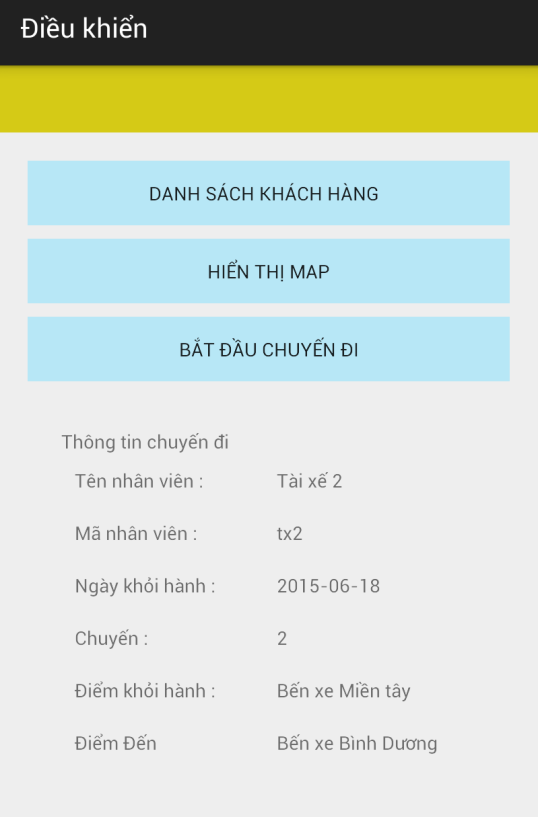 Điều khiển
DANH SÁCH KHÁCH HÀNG
HIỂN THỊ MAP
BẮT ĐẦU CHUYẾN ĐI
Thông tin chuyến đi
Tên nhân viên : Tài xế 2
Mã nhân viên : tx2
Ngày khỏi hành : 2015-06-18
Chuyến : 2
Điểm khỏi hành : Bến xe Miền tây
Điểm Đến Bến xe Bình Dương